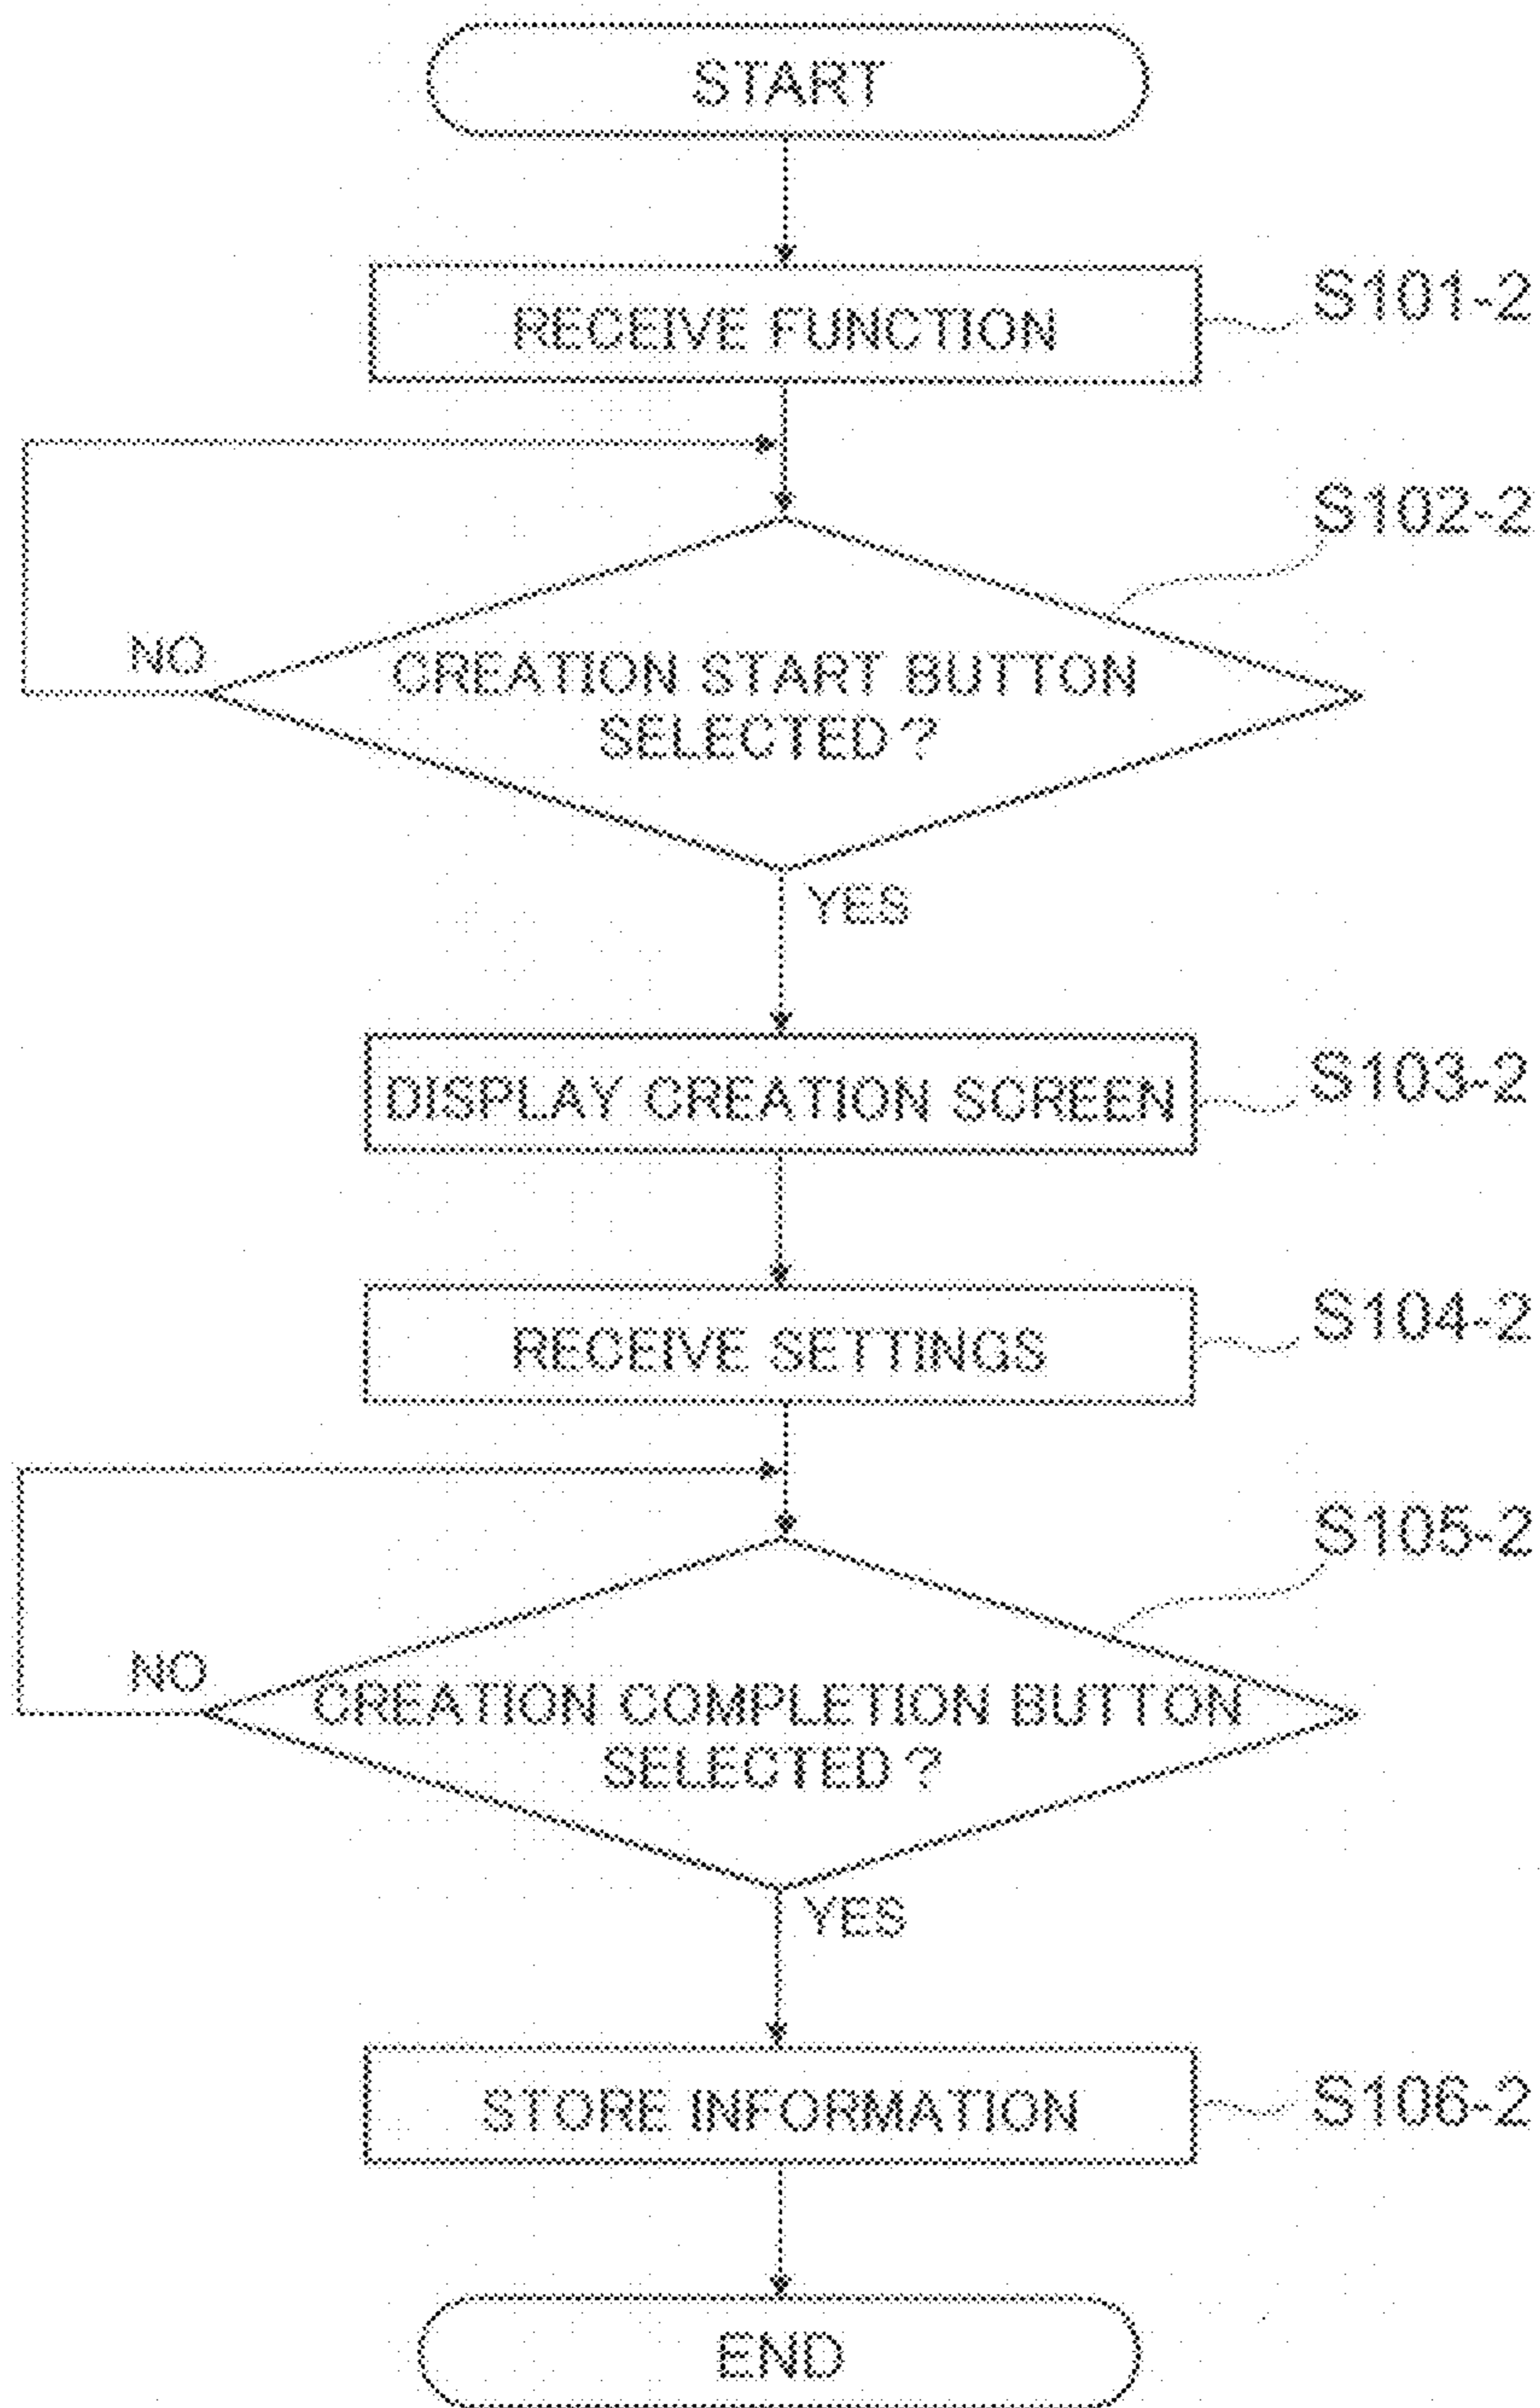 START
RECEIVE FUNCTION
S101-2
S102-2
NO
CREATION START BUTTON
SELECTED ?
YES
DISPLAY CREATION SCREEN
S103-2
RECEIVE SETTINGS
S104-2
S105-2
NO
CREATION COMPLETION BUTTON
SELECTED ?
YES
STORE INFORMATION
S106-2
END